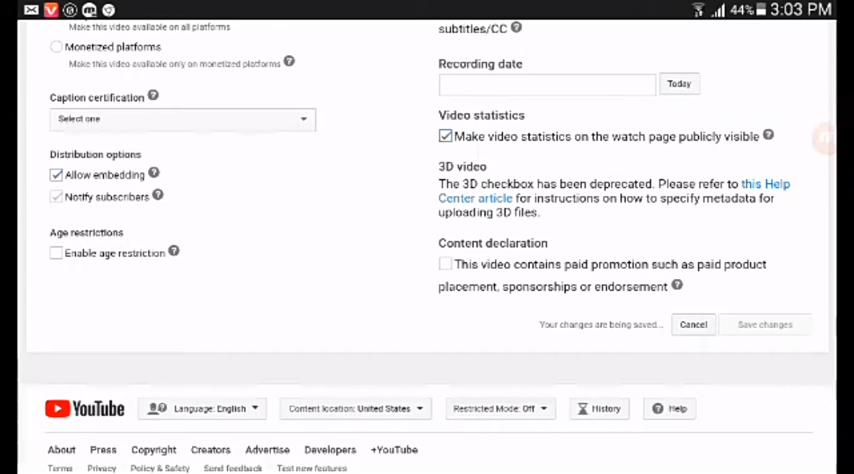 44% 3:03 PM
Make this video available on all platforms
Monetized platforms
Make this video available only on monetized platforms ?
Caption certification ?
Select one
Distribution options
Allow embedding ?
Notify subscribers ?
Age restrictions
Enable age restriction ?
subtitles/CC ?
Recording date
Today
Video statistics
Make video statistics on the watch page publicly visible ?
3D video
The 3D checkbox has been deprecated. Please refer to this Help
Center article for instructions on how to specify metadata for
uploading 3D files.
Content declaration
This video contains paid promotion such as paid product
placement, sponsorships or endorsement ?
Your changes are being saved... Cancel Save changes
YouTube Language: English Content location: United States Restricted Mode: Off History ? Help
About Press Copyright Creators Advertise Developers +YouTube
Terms Privacy Policy & Safety Send feedback Test new features